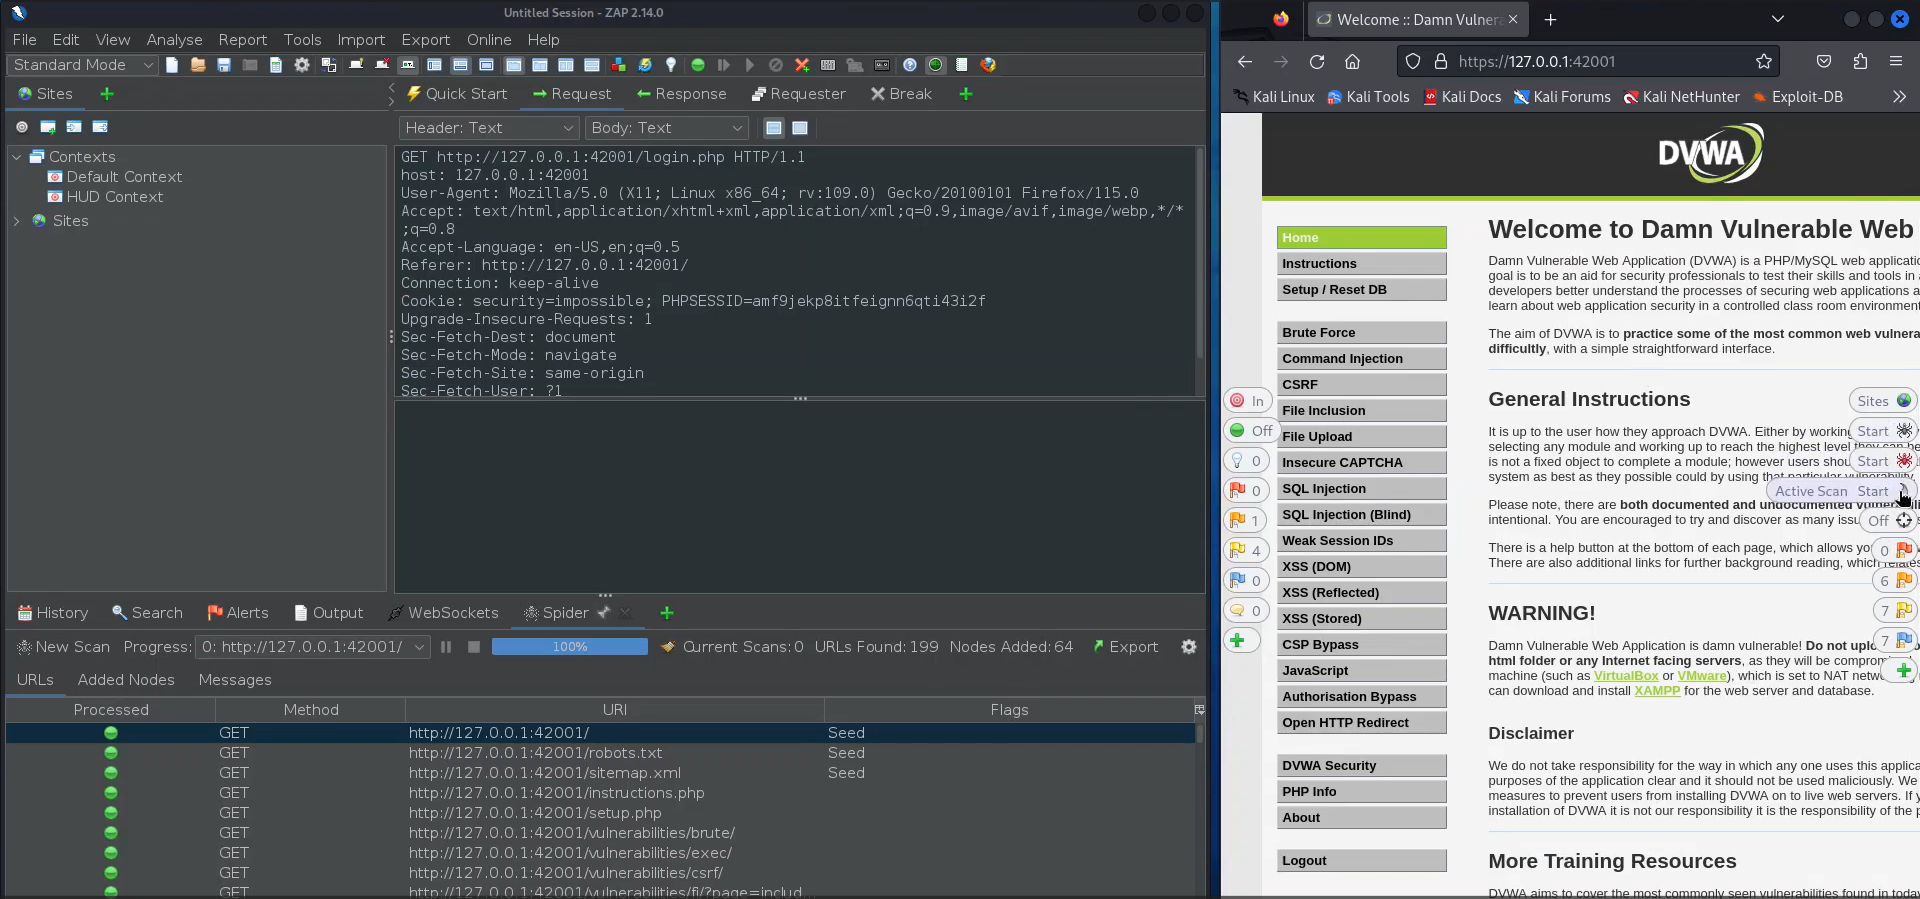 Untitled Session - ZAP 2.14.0
File Edit View Analyse Report Tools Import Export Online Help
Standard Mode
Sites
Quick Start Request Response Requester Break
Header: Text Body: Text
Contexts
Default Context
HUD Context
Sites
GET http://127.0.0.1:42001/login.php HTTP/1.1
host: 127.0.0.1:42001
User-Agent: Mozilla/5.0 (X11; Linux x86_64; rv:109.0) Gecko/20100101 Firefox/115.0
Accept: text/html,application/xhtml+xml,application/xml;q=0.9,image/avif,image/webp,*/*
;q=0.8
Accept-Language: en-US,en;q=0.5
Referer: http://127.0.0.1:42001/
Connection: keep-alive
Cookie: security=impossible; PHPSESSID=amf9jekp8itfeignn6qti43i2f
Upgrade-Insecure-Requests: 1
Sec-Fetch-Dest: document
Sec-Fetch-Mode: navigate
Sec-Fetch-Site: same-origin
Sec-Fetch-User: ?1
History Search Alerts Output WebSockets Spider
New Scan Progress: 0: http://127.0.0.1:42001/ 100% Current Scans:0 URLs Found: 199 Nodes Added: 64 Export
URLs Added Nodes Messages
Processed Method URI Flags
GET http://127.0.0.1:42001/ Seed
GET http://127.0.0.1:42001/robots.txt Seed
GET http://127.0.0.1:42001/sitemap.xml Seed
GET http://127.0.0.1:42001/instructions.php
GET http://127.0.0.1:42001/setup.php
GET http://127.0.0.1:42001/vulnerabilities/brute/
GET http://127.0.0.1:42001/vulnerabilities/exec/
GET http://127.0.0.1:42001/vulnerabilities/csrf/
GET http://127.0.0.1:42001/vulnerabilities/fi/?page=includ...
Welcome :: Damn Vulnera
https://127.0.0.1:42001
Kali Linux Kali Tools Kali Docs Kali Forums Kali NetHunter Exploit-DB
DVWA
Home
Instructions
Setup / Reset DB
Brute Force
Command Injection
CSRF
File Inclusion
File Upload
Insecure CAPTCHA
SQL Injection
SQL Injection (Blind)
Weak Session IDs
XSS (DOM)
XSS (Reflected)
XSS (Stored)
CSP Bypass
JavaScript
Authorisation Bypass
Open HTTP Redirect
DVWA Security
PHP Info
About
Logout
In
Off
0
0
1
4
0
0
Welcome to Damn Vulnerable Web
Damn Vulnerable Web Application (DVWA) is a PHP/MySQL web applicatio
goal is to be an aid for security professionals to test their skills and tools in
developers better understand the processes of securing web applications a
learn about web application security in a controlled class room environment
The aim of DVWA is to practice some of the most common web vulnera
difficultly, with a simple straightforward interface.
General Instructions
It is up to the user how they approach DVWA. Either by working
selecting any module and working up to reach the highest level they can be
is not a fixed object to complete a module; however users shou
system as best as they possible could by using that particular vulnerability.
Please note, there are both documented and undocumented vulnerabili
intentional. You are encouraged to try and discover as many issu
There is a help button at the bottom of each page, which allows yo
There are also additional links for further background reading, which relates
WARNING!
Damn Vulnerable Web Application is damn vulnerable! Do not uplo
html folder or any Internet facing servers, as they will be compromi
machine (such as VirtualBox or VMware), which is set to NAT netw
can download and install XAMPP for the web server and database.
Disclaimer
We do not take responsibility for the way in which any one uses this applica
purposes of the application clear and it should not be used maliciously. We
measures to prevent users from installing DVWA on to live web servers. If y
installation of DVWA it is not our responsibility it is the responsibility of the p
More Training Resources
DVWA aims to cover the most commonly seen vulnerabilities found in today
Sites
Start
Start
Active Scan Start
Off
0
6
7
7